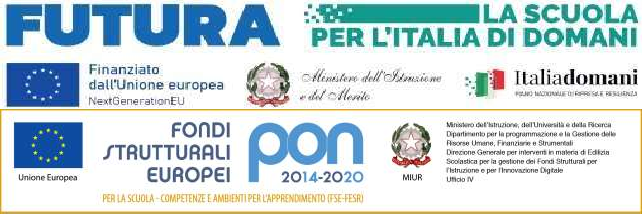 FUTURA
LA SCUOLA
PER L'ITALIA DI DOMANI
Finanziato
dall'Unione europea
NextGenerationEU
Ministero dell'Istruzione
e del Merito
Italiadomani
PIANO NAZIONALE DI RIPRESA E RESILIENZA
Unione Europea
FONDI
STRUTTURALI
EUROPEI
pon
2014-2020
MIUR
Ministero dell'Istruzione, dell'Università e della Ricerca
Dipartimento per la programmazione e la Gestione delle
Risorse Umane, Finanziarie e Strumentali
Direzione Generale per interventi in materia di Edilizia
Scolastica per la gestione dei Fondi Strutturali per
l'Istruzione e per l'Innovazione Digitale
Ufficio IV
PER LA SCUOLA - COMPETENZE E AMBIENTI PER L'APPRENDIMENTO (FSE-FESR)